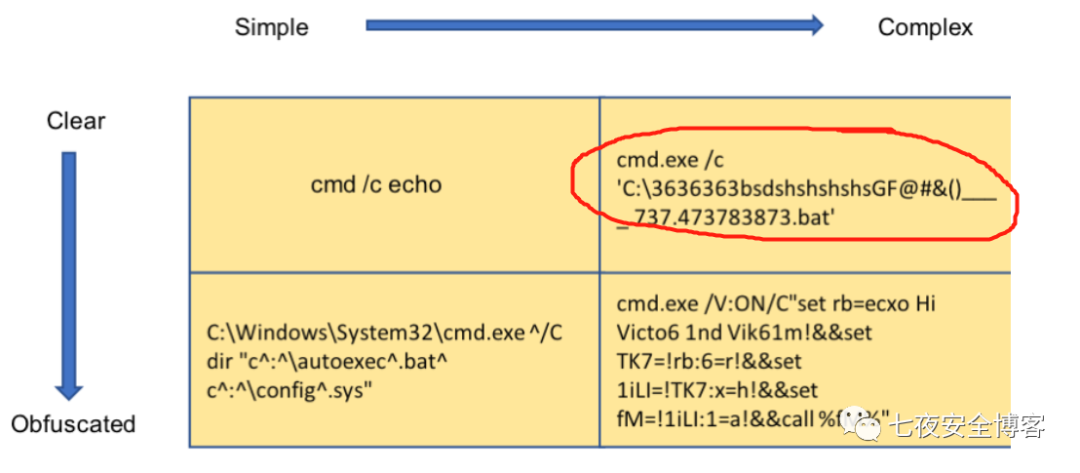 Simple
Complex
Clear
Obfuscated
cmd /c echo
cmd.exe /c
'C:\3636363bsdshshshshsGF@#&()___
_ 737.473783873.bat'
C:\Windows\System32\cmd.exe ^/C
dir "c^:^\autoexec^.bat^
c^:^\config^.sys"
cmd.exe /V:ON/C"set rb=ecxo Hi
Victo6 1nd Vik61m!&&set
TK7=!rb:6=r!&&set
1iLI=!TK7:x=h!&&set
fM=!1iLI:1=a!&&call %f
七夜安全博客